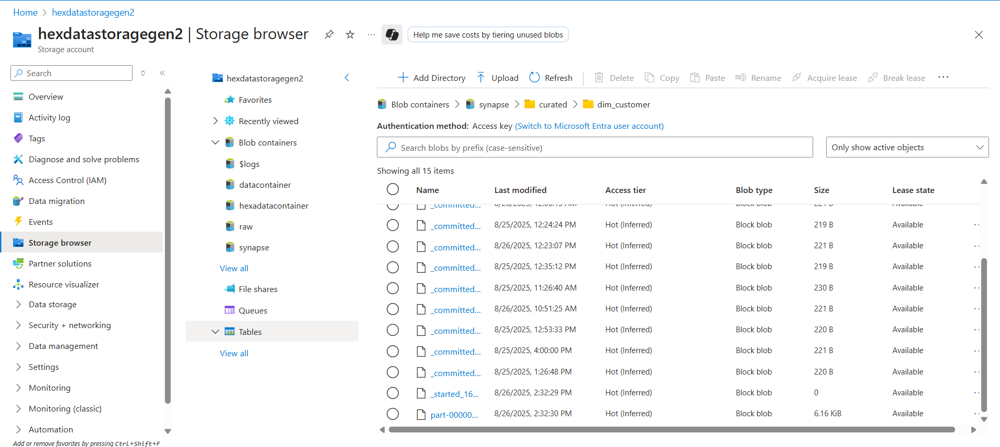 Home > hexdatastoragegen2
hexdatastoragegen2 | Storage browser
Storage account
Help me save costs by tiering unused blobs
Search
Overview
Activity log
Tags
Diagnose and solve problems
Access Control (IAM)
Data migration
Events
Storage browser
Partner solutions
Resource visualizer
Data storage
Security + networking
Data management
Settings
Monitoring
Monitoring (classic)
Automation
Add or remove favorites by pressing Ctrl+Shift+F
hexdatastoragegen2
Favorites
Recently viewed
Blob containers
$logs
datacontainer
hexadatacontainer
raw
synapse
View all
File shares
Queues
Tables
View all
Add Directory Upload Refresh Delete Copy Paste Rename Acquire lease Break lease ...
Blob containers > synapse > curated > dim_customer
Authentication method: Access key (Switch to Microsoft Entra user account)
Search blobs by prefix (case-sensitive)
Only show active objects
Showing all 15 items
Name Last modified Access tier Blob type Size Lease state
_committed... Hot (Inferred) Block blob 221 B Available
_committed... 8/25/2025, 12:24:24 PM Hot (Inferred) Block blob 219 B Available
_committed... 8/26/2025, 12:23:07 PM Hot (Inferred) Block blob 221 B Available
_committed... 8/25/2025, 12:35:12 PM Hot (Inferred) Block blob 219 B Available
_committed... 8/25/2025, 11:26:40 AM Hot (Inferred) Block blob 230 B Available
_committed... 8/26/2025, 10:51:25 AM Hot (Inferred) Block blob 221 B Available
_committed... 8/25/2025, 12:53:33 PM Hot (Inferred) Block blob 220 B Available
_committed... 8/25/2025, 4:00:00 PM Hot (Inferred) Block blob 221 B Available
_committed... 8/25/2025, 1:26:48 PM Hot (Inferred) Block blob 220 B Available
_started_16... 8/26/2025, 2:32:29 PM Hot (Inferred) Block blob 0 Available
part-00000... 8/26/2025, 2:32:30 PM Hot (Inferred) Block blob 6.16 KiB Available